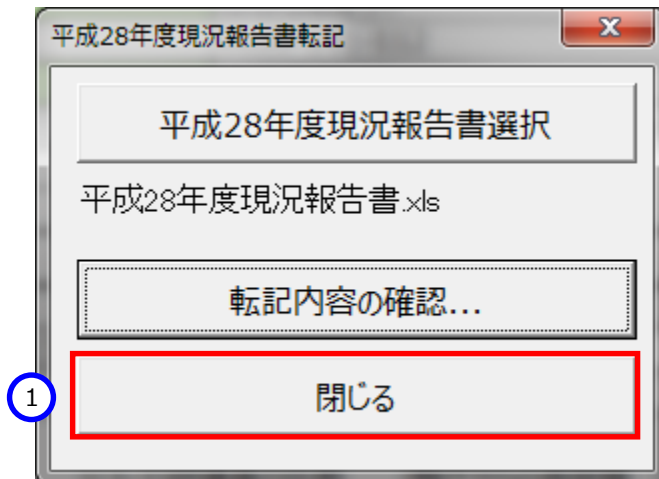 平成28年度現況報告書転記
平成28年度現況報告書選択
平成28年度現況報告書.xls
転記内容の確認...
1
閉じる